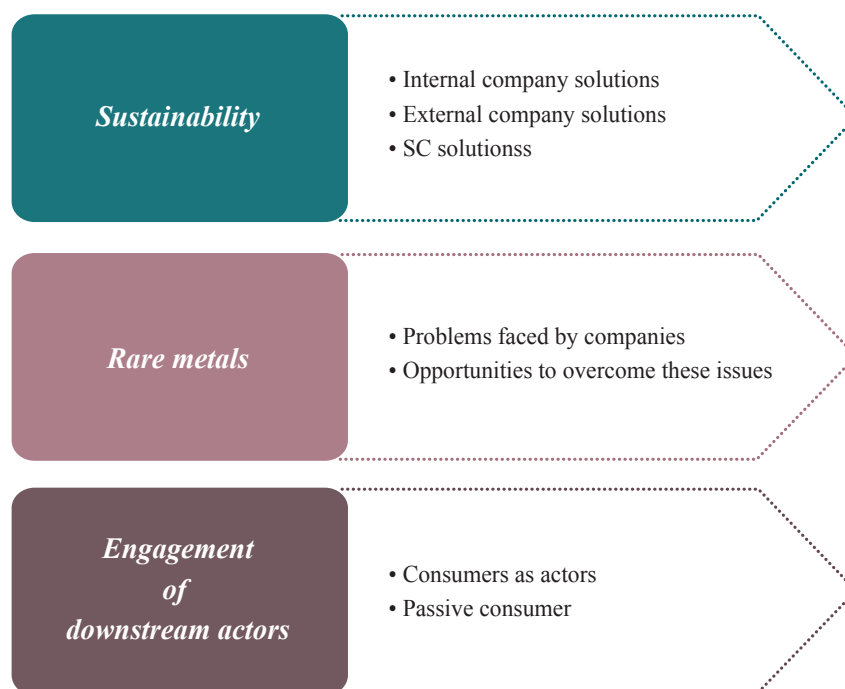 Sustainability
• Internal company solutions
• External company solutions
• SC solutionss
Rare metals
• Problems faced by companies
• Opportunities to overcome these issues
Engagement
of
downstream actors
• Consumers as actors
• Passive consumer